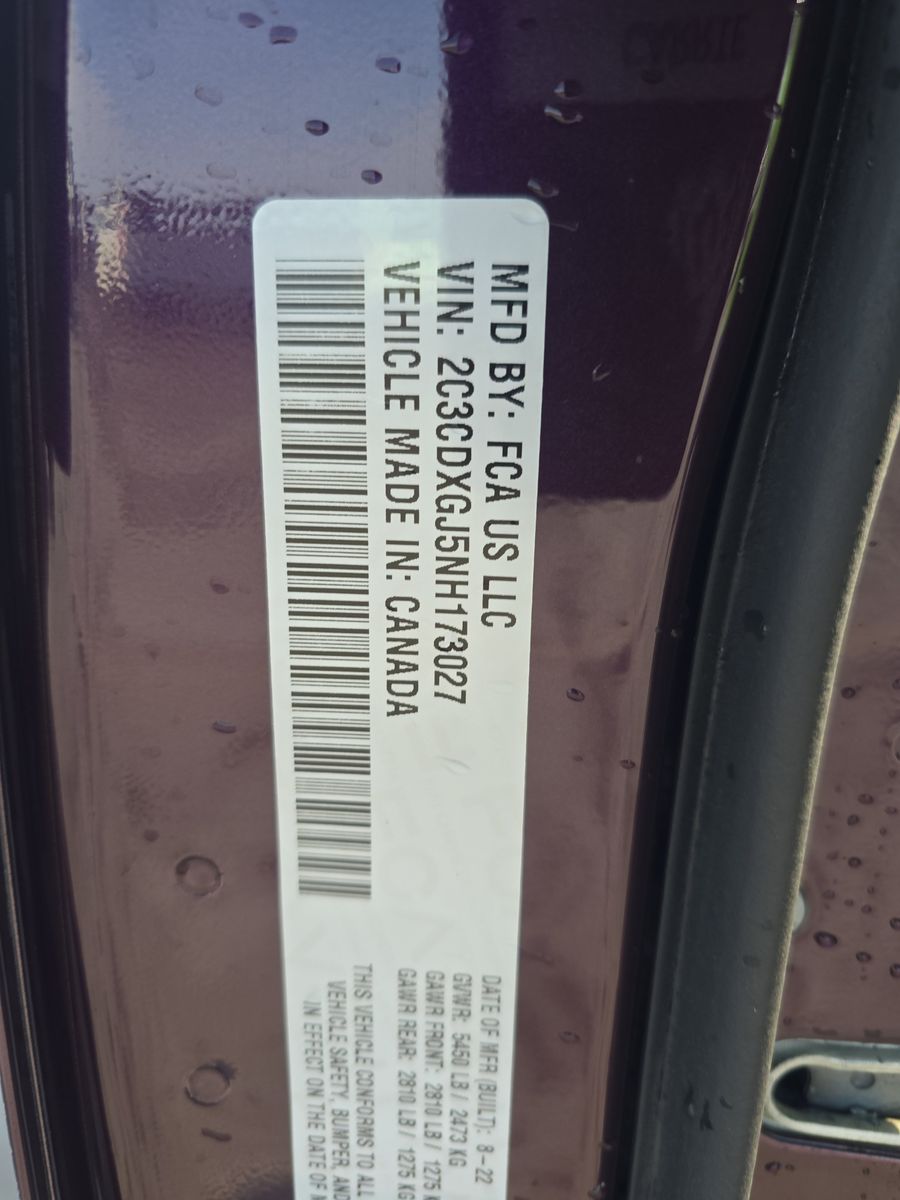 MFD BY: FCA US LLC
VIN: 2C3CDXGJ5NH173027
VEHICLE MADE IN: CANADA
DATE OF MFR (BUILT): 8-22
GVWR: 5450 LB / 2473 KG
GAWR FRONT: 2810 LB / 1275 K
GAWR REAR: 2810 LB / 1275 KG
THIS VEHICLE CONFORMS TO ALL
VEHICLE SAFETY, BUMPER, AND
IN EFFECT ON THE DATE OF M